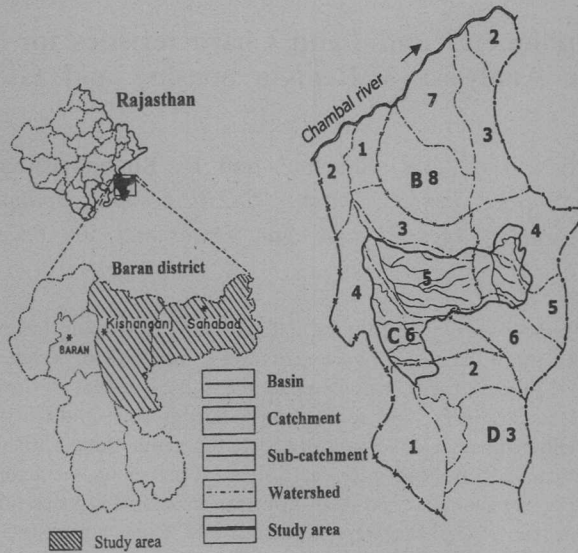 Rajasthan
Baran district
Kishanganj
Sahabad
BARAN
Basin
Catchment
Sub-catchment
Watershed
Study area
Study area
Chambal river
2
7
1
2
3
B 8
3
4
5
4
5
C 6
6
2
1
D 3